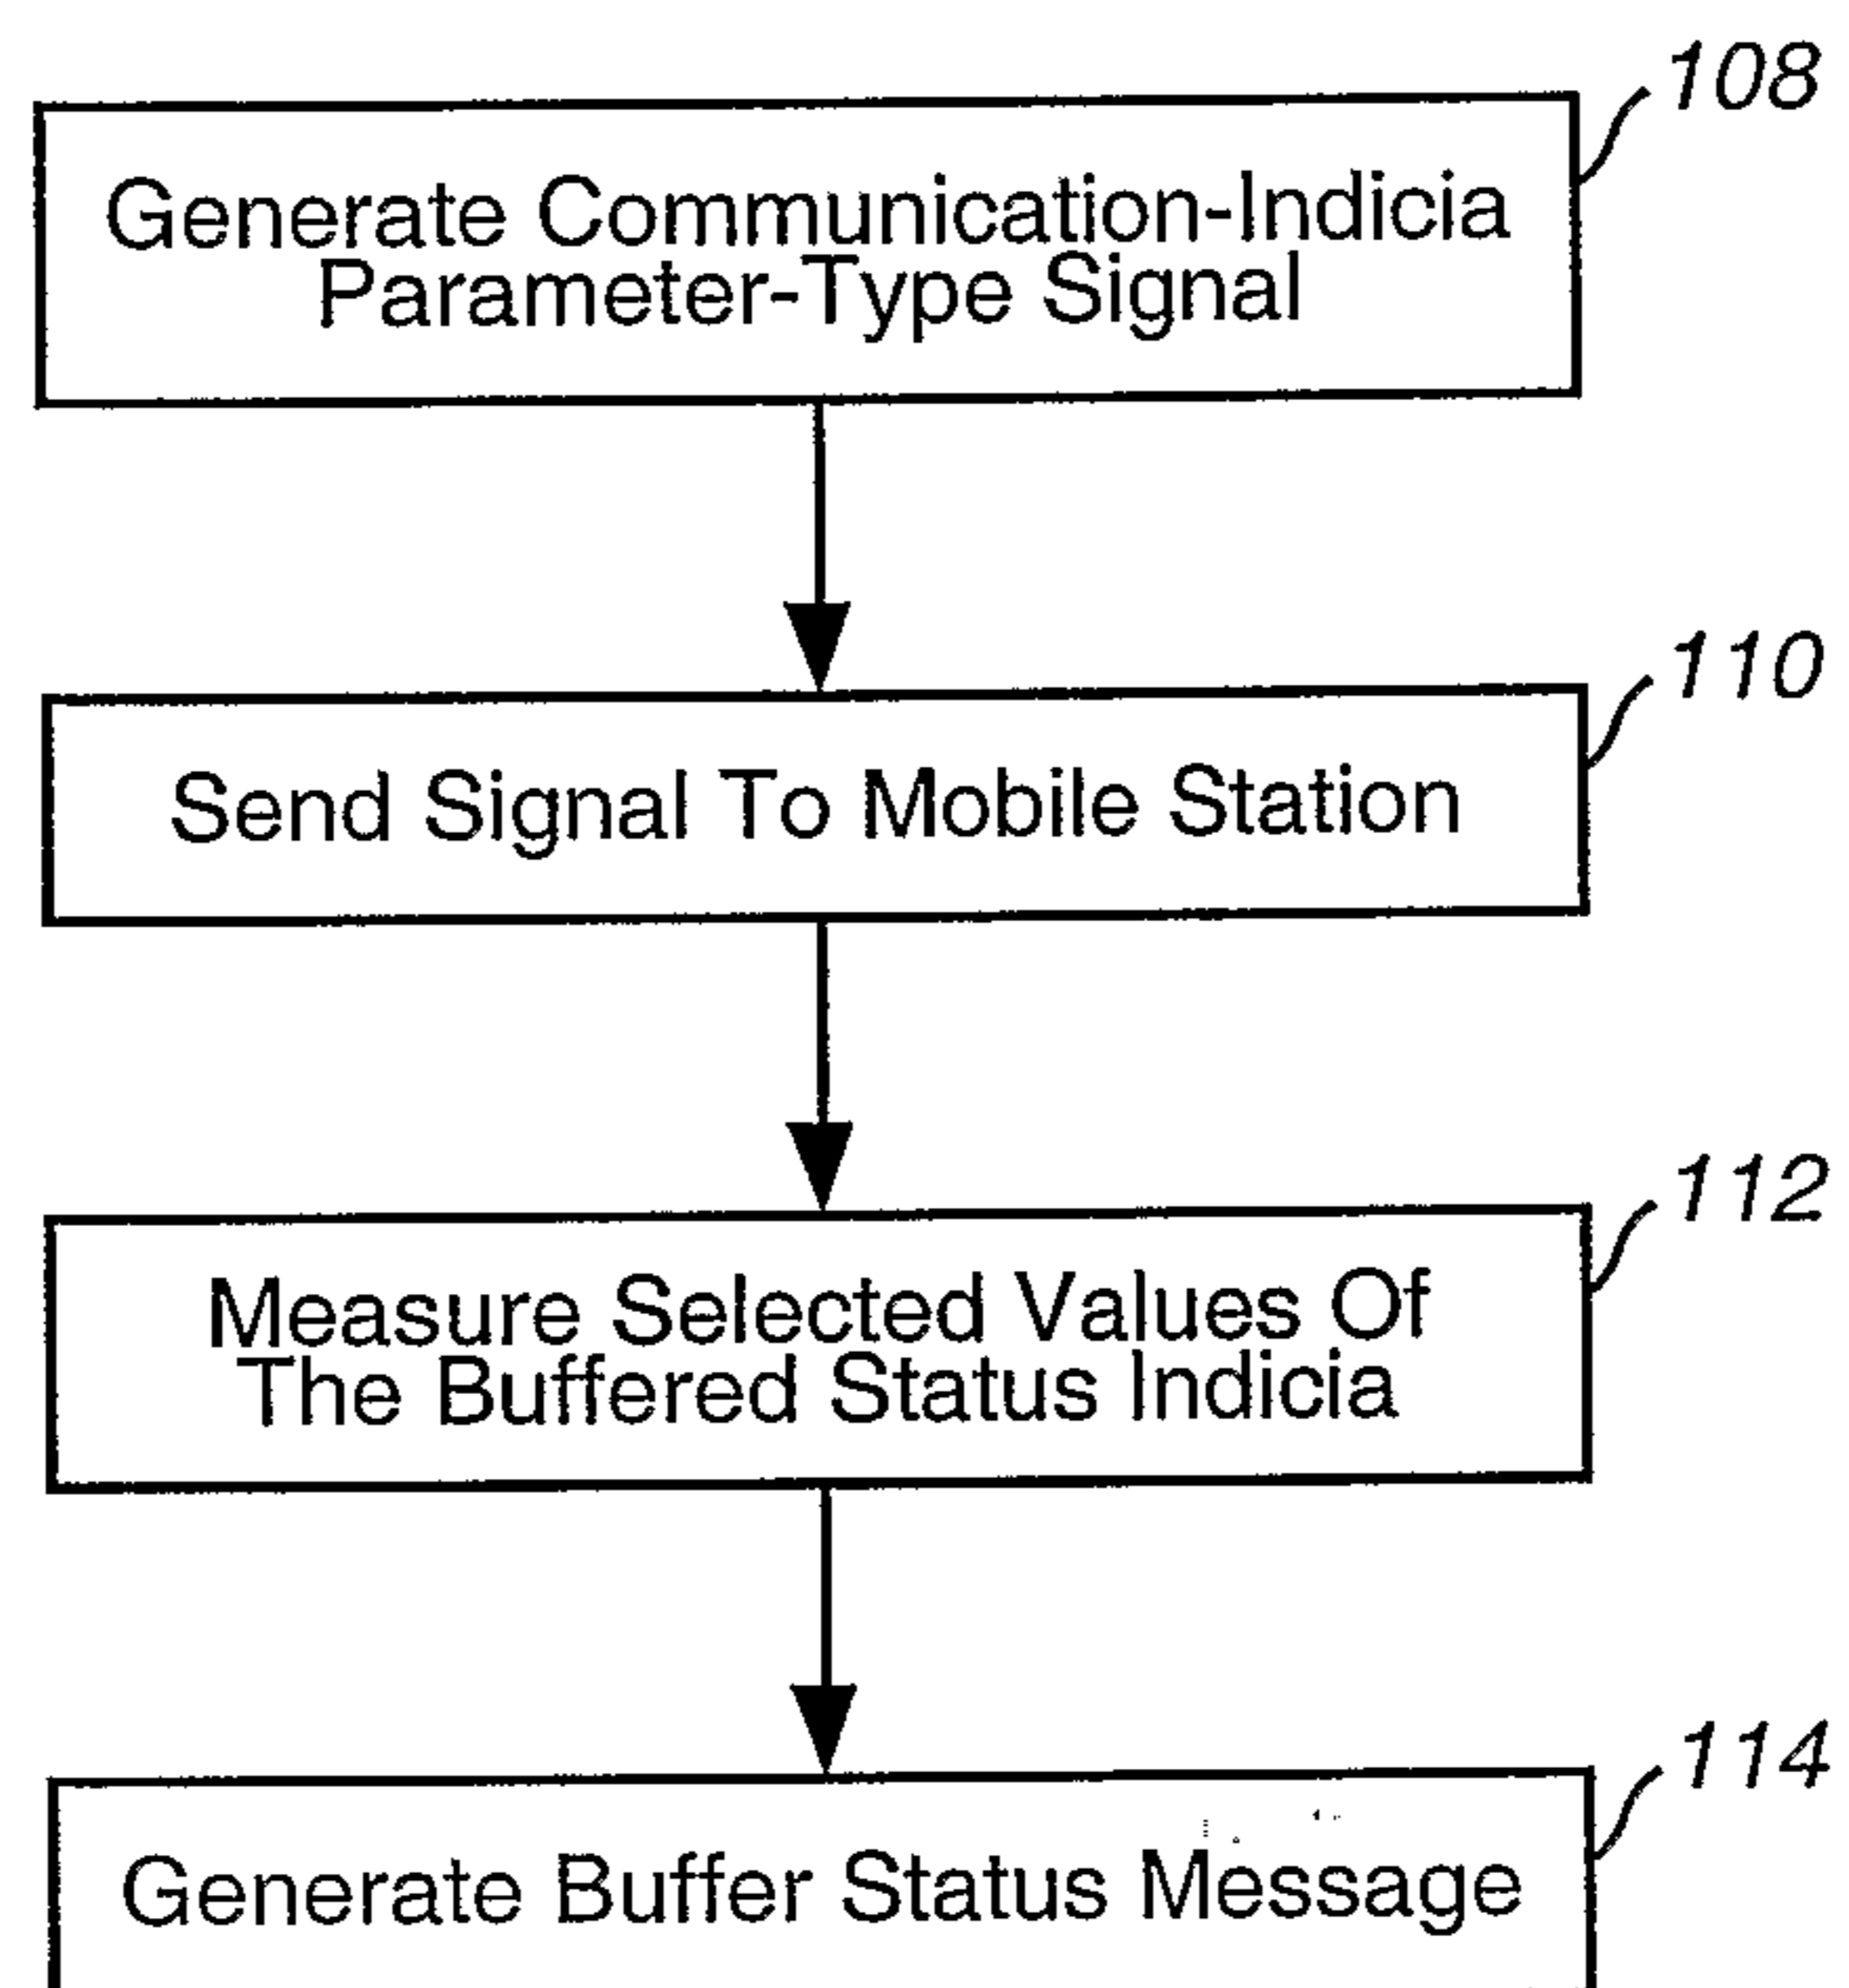 108
Generate Communication-Indicia
Parameter-Type Signal
110
Send Signal To Mobile Station
112
Measure Selected Values Of
The Buffered Status Indicia
114
Generate Buffer Status Message